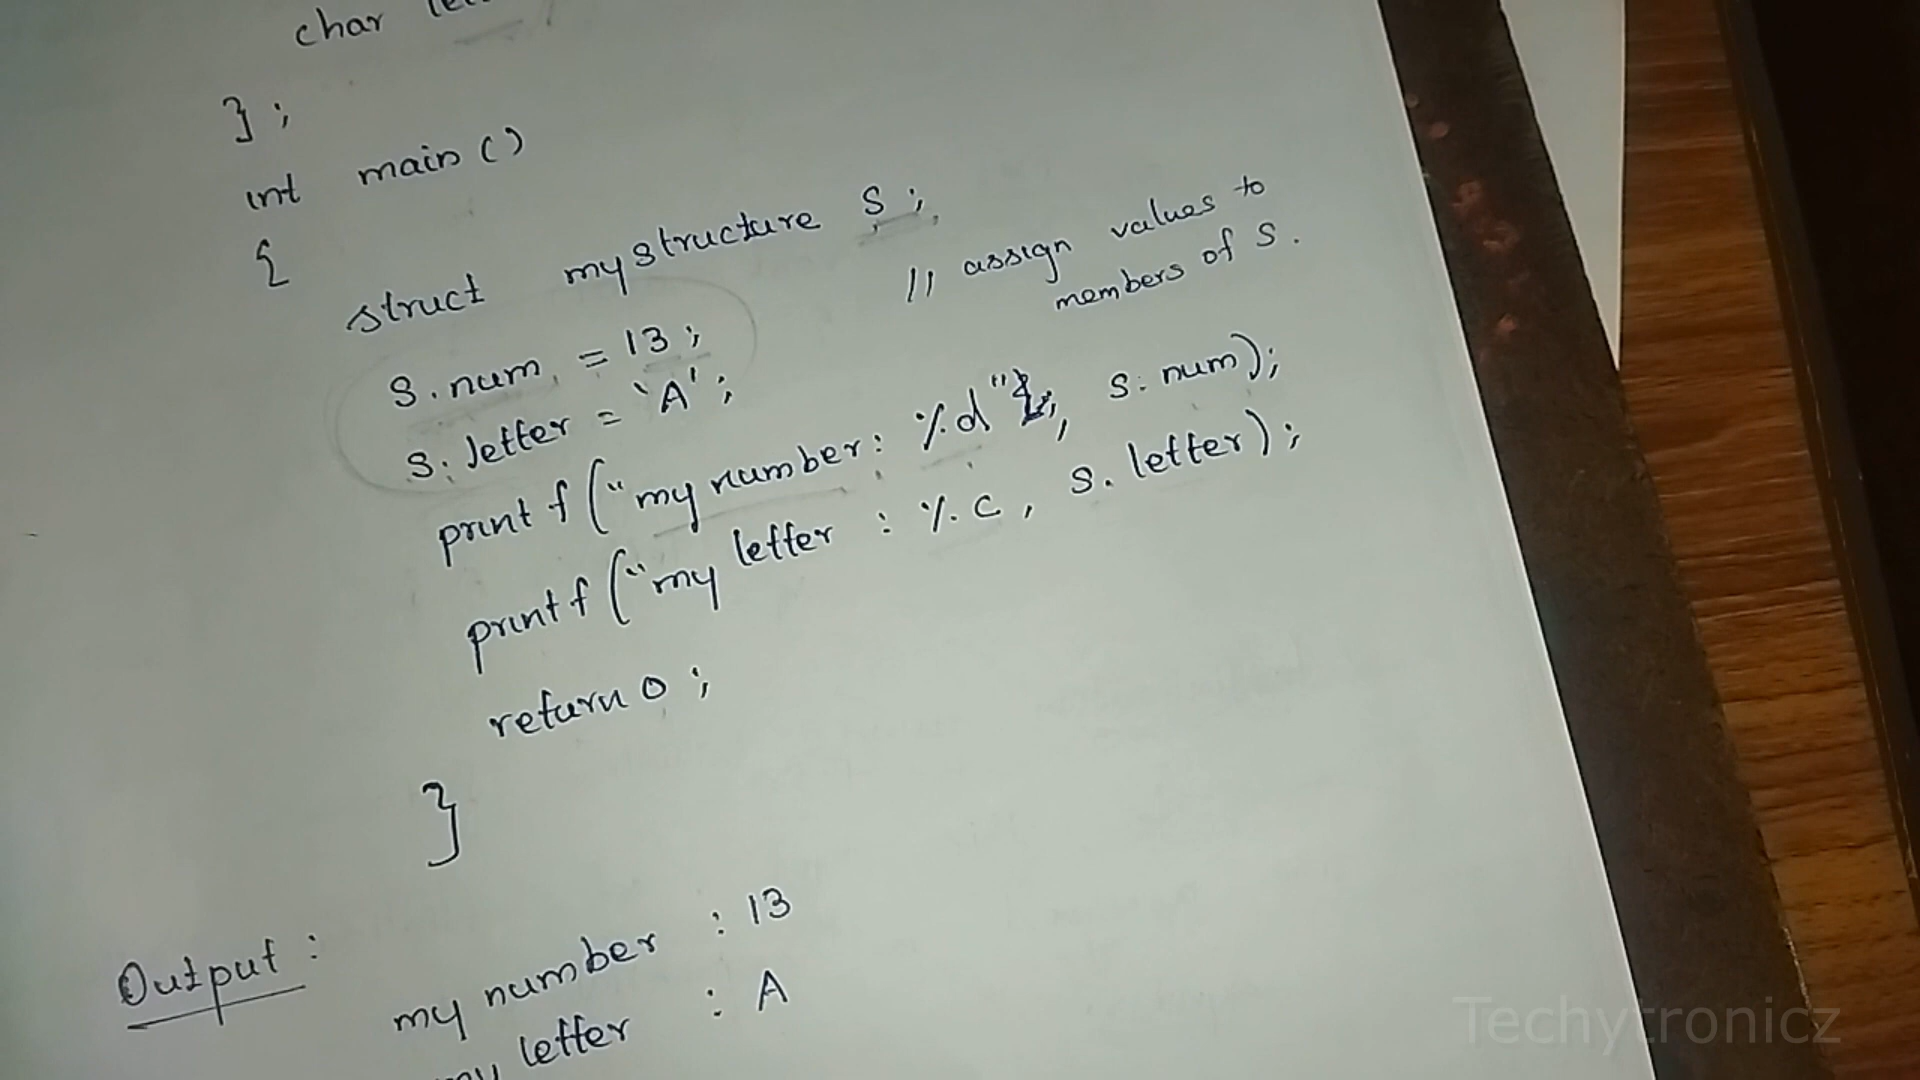 char
};
int main()
{
struct mystructure s;
// assign values to
members of s.
s.num = 13;
s.letter = 'A';
printf("my number: %d", s.num);
printf("my letter : %c, s.letter);
return 0;
}
Output:
my number : 13
my letter : A
Techytronicz